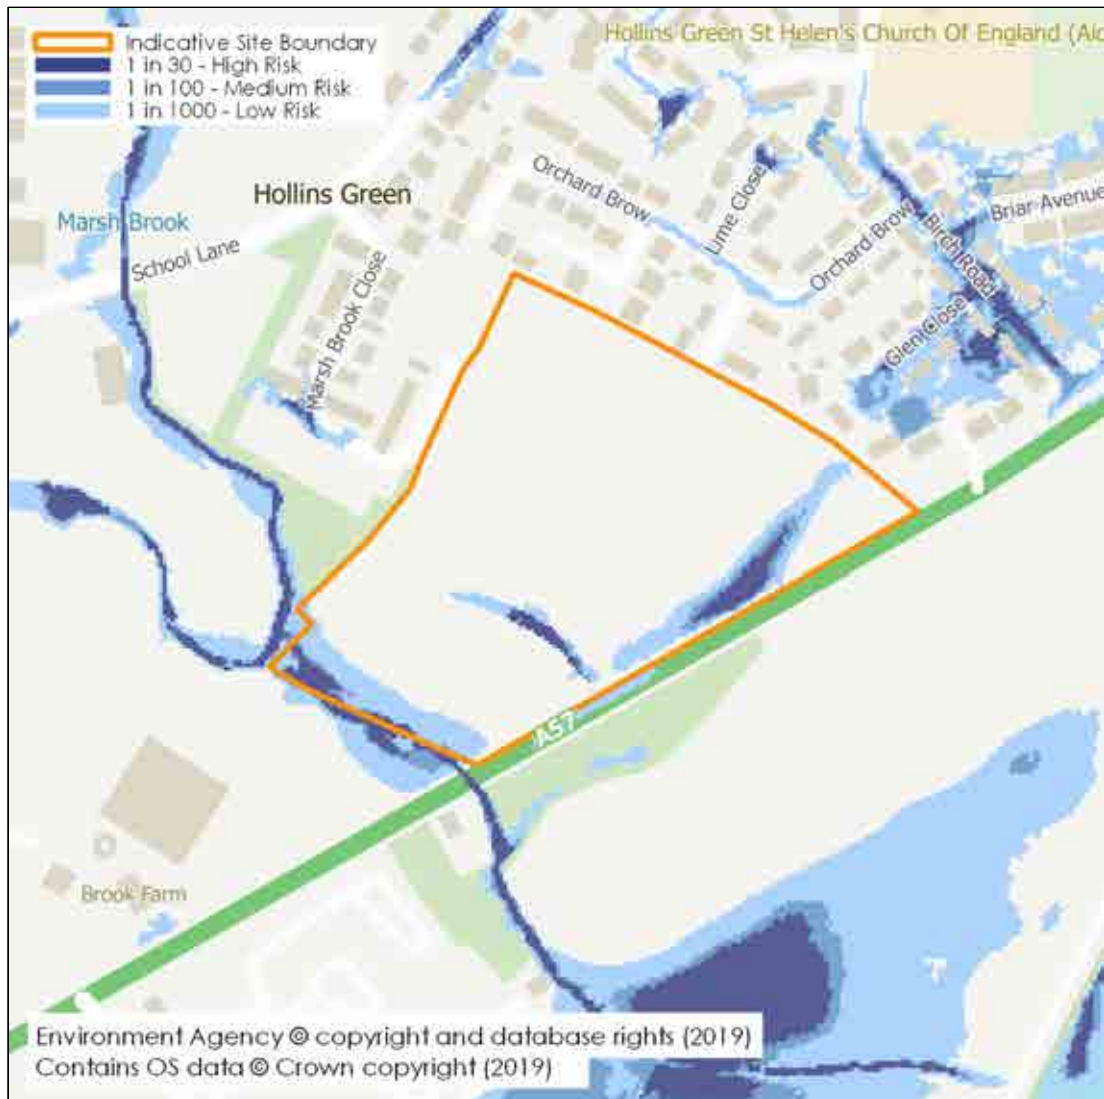 Hollins Green St Helen's Church Of England (Aid
Indicative Site Boundary
1 in 30 - High Risk
1 in 100 - Medium Risk
1 in 1000 - Low Risk
Hollins Green
Orchard Brow
Lime Close
Orchard Brow
Birch Road
Briar Avenue
Marsh Brook
School Lane
Marsh Brook Close
Glen Close
A57
Brook Farm
Environment Agency © copyright and database rights (2019)
Contains OS data © Crown copyright (2019)